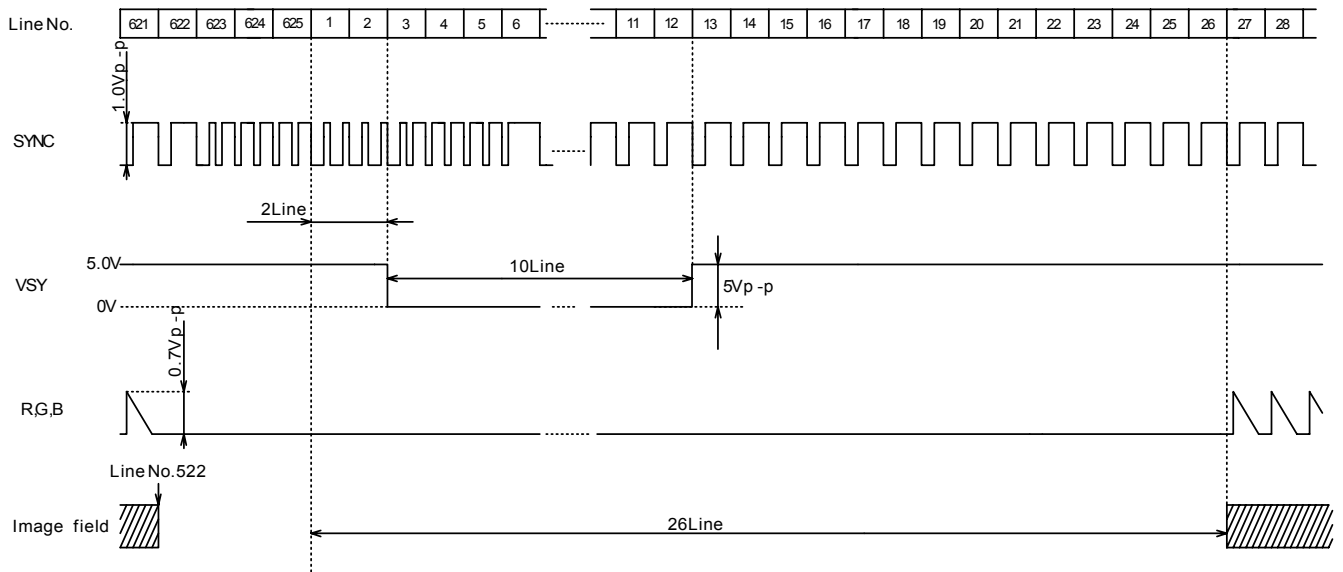 Line No. 621 622 623 624 625 1 2 3 4 5 6 11 12 13 14 15 16 17 18 19 20 21 22 23 24 25 26 27 28
1.0Vp-p
SYNC
2Line
5.0V
VSY
10Line
5Vp-p
0V
0.7Vp-p
R,G,B
Line No.522
Image field
26Line